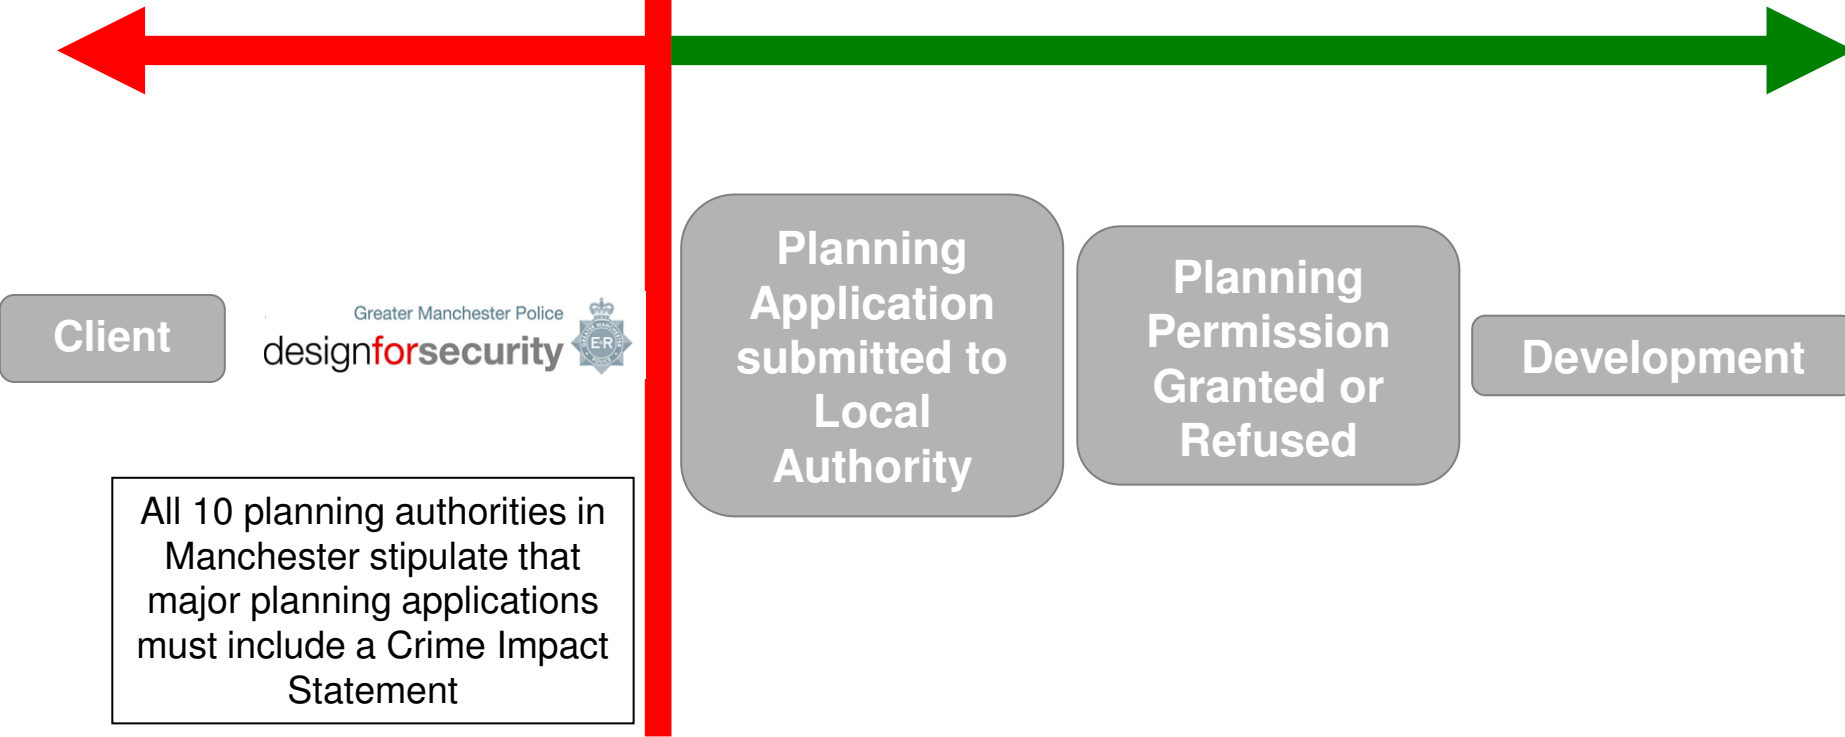 Client
Greater Manchester Police
designforsecurity
E R
All 10 planning authorities in
Manchester stipulate that
major planning applications
must include a Crime Impact
Statement
Planning
Application
submitted to
Local
Authority
Planning
Permission
Granted or
Refused
Development